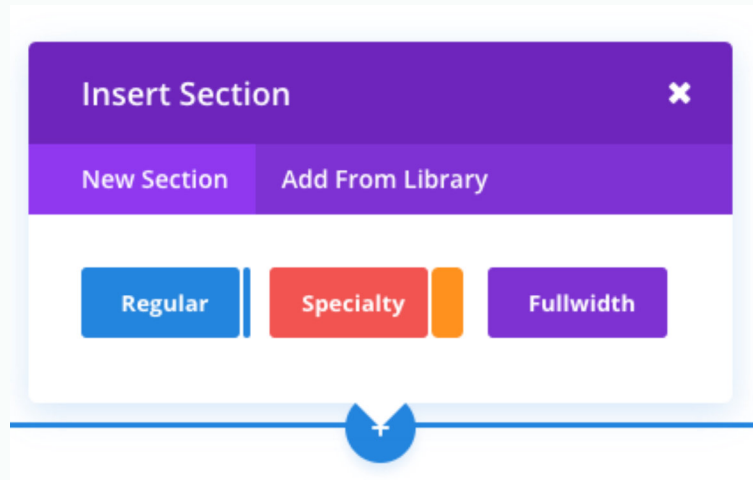 Insert Section
New Section Add From Library
Regular Specialty Fullwidth